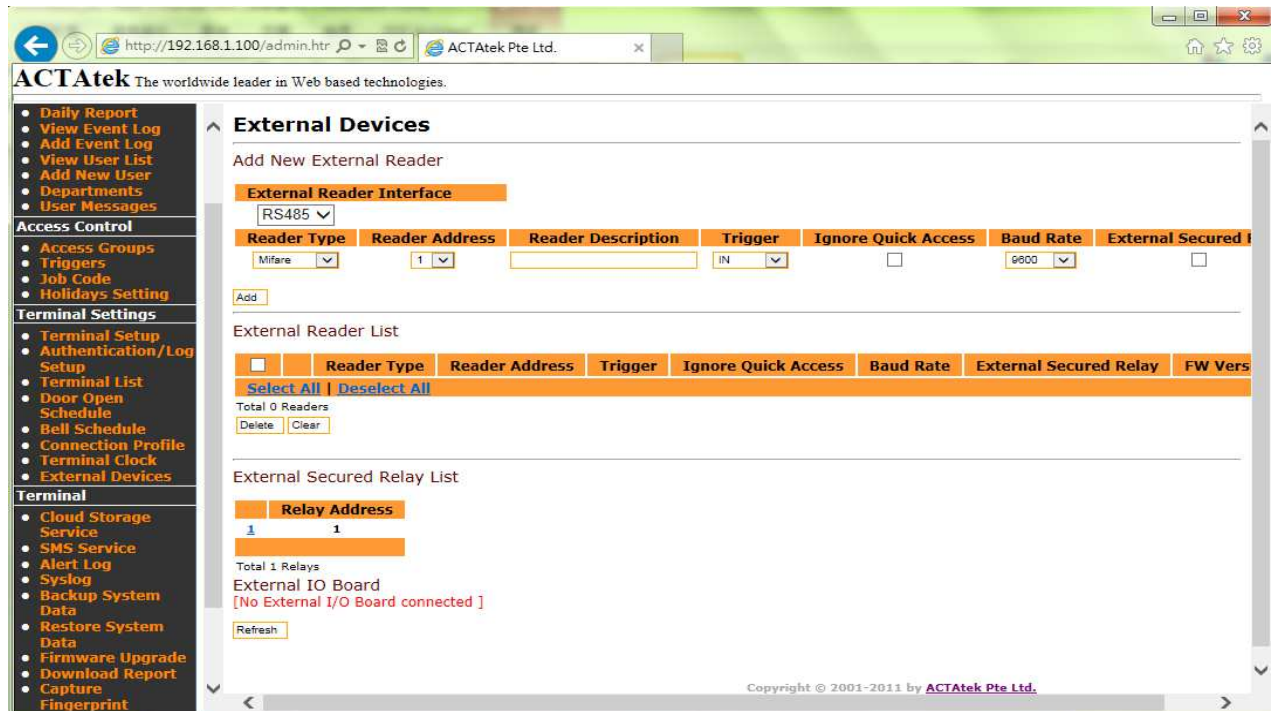 http://192.168.1.100/admin.htr
ACTAtek Pte Ltd.
ACTAtek The worldwide leader in Web based technologies.
Daily Report
View Event Log
Add Event Log
View User List
Add New User
Departments
User Messages
Access Control
Access Groups
Triggers
Job Code
Holidays Setting
Terminal Settings
Terminal Setup
Authentication/Log
Setup
Terminal List
Door Open
Schedule
Bell Schedule
Connection Profile
Terminal Clock
External Devices
Terminal
Cloud Storage
Service
SMS Service
Alert Log
Syslog
Backup System
Data
Restore System
Data
Firmware Upgrade
Download Report
Capture
Fingerprint
External Devices
Add New External Reader
External Reader Interface
RS485
Reader Type Reader Address Reader Description Trigger Ignore Quick Access Baud Rate External Secured
Mifare 1 IN 9600
Add
External Reader List
Reader Type Reader Address Trigger Ignore Quick Access Baud Rate External Secured Relay FW Vers
Select All | Deselect All
Total 0 Readers
Delete Clear
External Secured Relay List
Relay Address
1 1
Total 1 Relays
External IO Board
[No External I/O Board connected ]
Refresh
Copyright © 2001-2011 by ACTAtek Pte Ltd.